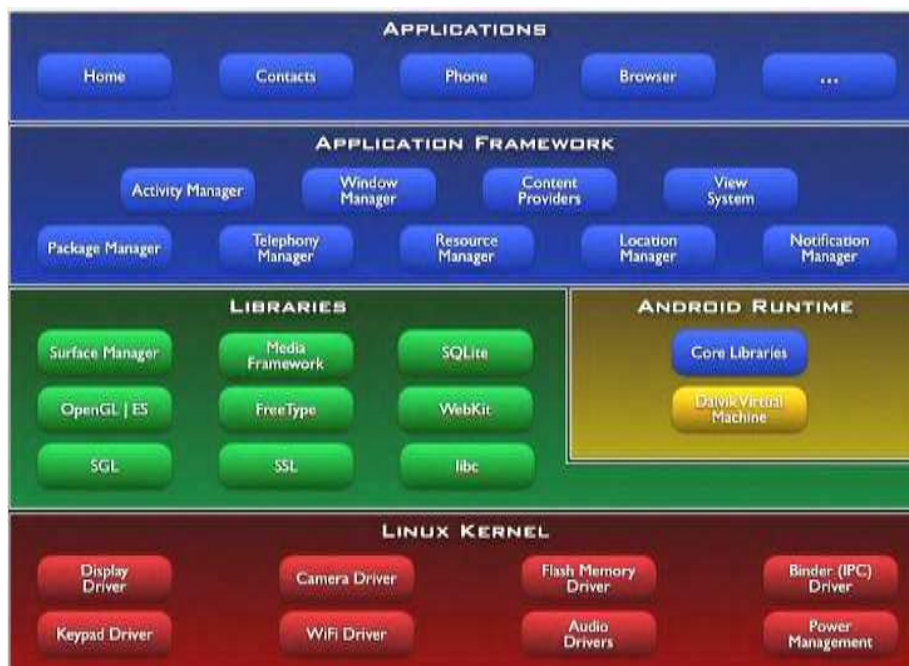 APPLICATIONS
Home
Contacts
Phone
Browser
...
APPLICATION FRAMEWORK
Activity Manager
Window
Manager
Content
Providers
View
System
Package Manager
Telephony
Manager
Resource
Manager
Location
Manager
Notification
Manager
LIBRARIES
Surface Manager
Media
Framework
SQLite
OpenGL | ES
FreeType
WebKit
SGL
SSL
libc
ANDROID RUNTIME
Core Libraries
Dalvik Virtual
Machine
LINUX KERNEL
Display
Driver
Camera Driver
Flash Memory
Driver
Binder (IPC)
Driver
Keypad Driver
WiFi Driver
Audio
Drivers
Power
Management